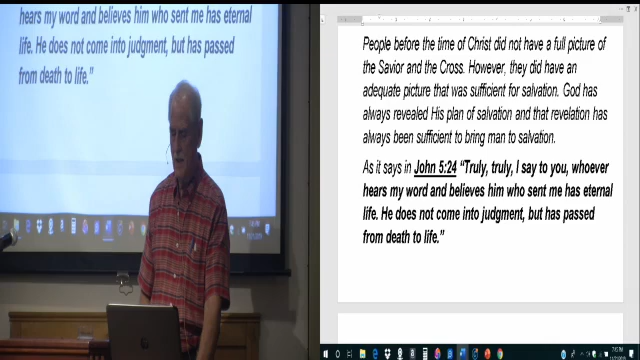 hears my word and believes him who sent me has eternal
life. He does not come into judgment, but has passed
from death to life.”
People before the time of Christ did not have a full picture of
the Savior and the Cross. However, they did have an
adequate picture that was sufficient for salvation. God has
always revealed His plan of salvation and that revelation has
always been sufficient to bring man to salvation.
As it says in John 5:24 “Truly, truly, I say to you, whoever
hears my word and believes him who sent me has eternal
life. He does not come into judgment, but has passed
from death to life.”